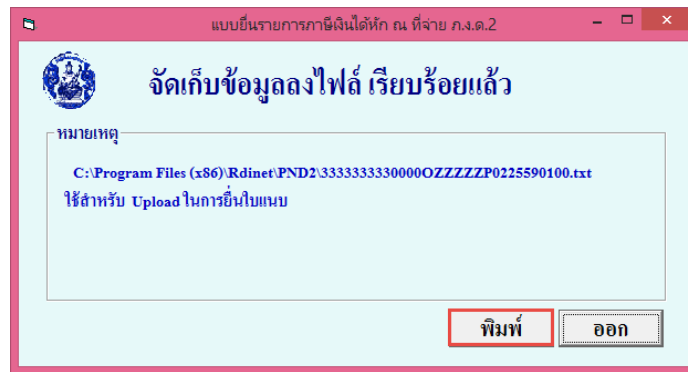 แบบยื่นรายการภาษีเงินได้หัก ณ ที่จ่าย ภ.ง.ด.2
จัดเก็บข้อมูลลงไฟล์ เรียบร้อยแล้ว
หมายเหตุ
C:\Program Files (x86)\Rdinet\PND2\3333333330000OZZZZZP0225590100.txt
ใช้สำหรับ Upload ในการยื่นใบแนบ
พิมพ์
ออก